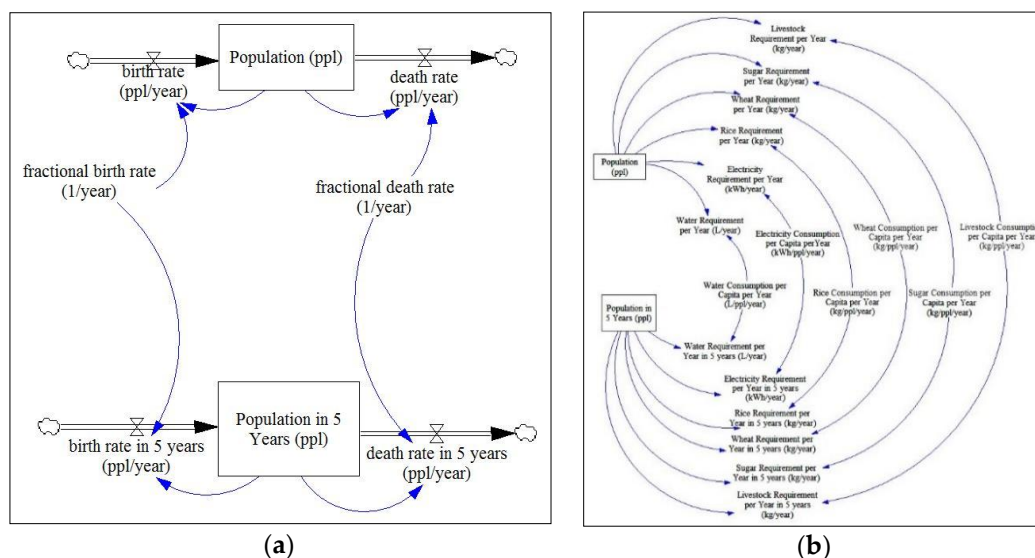 Population (ppl)
birth rate
(ppl/year)
death rate
(ppl/year)
fractional birth rate
(1/year)
fractional death rate
(1/year)
Population in 5
Years (ppl)
birth rate in 5 years
(ppl/year)
death rate in 5 years
(ppl/year)
(a)
Livestock
Requirement per Year
(kg/year)
Sugar Requirement
per Year (kg/year)
Wheat Requirement
per Year
(kg/year)
Rice Requirement
per Year (kg/year)
Population
(ppl)
Electricity
Requirement per Year
(kWh/year)
Water Requirement
per Year (L/year)
Electricity Consumption
per Capita perYear
(kWh/ppl/year)
Wheat Consumption per
Capita per Year
(kg/ppl/year)
Livestock Consumption
per Capita per Year
(kg/ppl/year)
Water Consumption per
Capita per Year
(L/ppl/year)
Rice Consumption per
Capita per Year
(kg/ppl/year)
Sugar Consumption per
Capita per Year
(kg/ppl/year)
Population in
5 Years (ppl)
Water Requirement per
Year in 5 years (L/year)
Electricity Requirement
per Year in 5 years
(kWh/year)
Rice Requirement per
Year in 5 years (kg/year)
Wheat Requirement per
Year in 5 years (kg/year)
Sugar Requirement per
Year in 5 years (kg/year)
Livestock Requirement
per Year in 5 years
(kg/year)
(b)